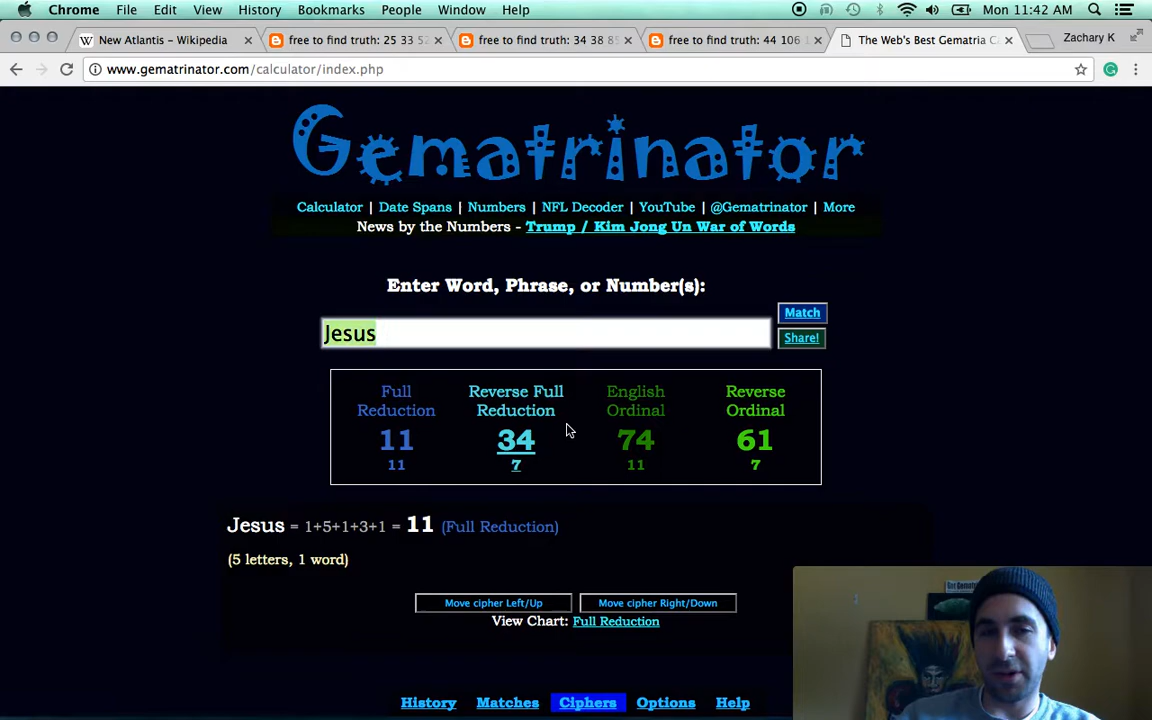 Chrome File Edit View History Bookmarks People Window Help Mon 11:42 AM
New Atlantis – Wikipedia × free to find truth: 25 33 52 × free to find truth: 34 38 85 × free to find truth: 44 106 1 × The Web's Best Gematria C × Zachary K
www.gematrinator.com/calculator/index.php
Gematrinator
Calculator | Date Spans | Numbers | NFL Decoder | YouTube | @Gematrinator | More
News by the Numbers - Trump / Kim Jong Un War of Words
Enter Word, Phrase, or Number(s):
Match
Jesus
Share!
Full Reverse Full English Reverse
Reduction Reduction Ordinal Ordinal
11 34 74 61
11 7 11 7
Jesus = 1+5+1+3+1 = 11 (Full Reduction)
(5 letters, 1 word)
Move cipher Left/Up Move cipher Right/Down
View Chart: Full Reduction
History Matches Ciphers Options Help